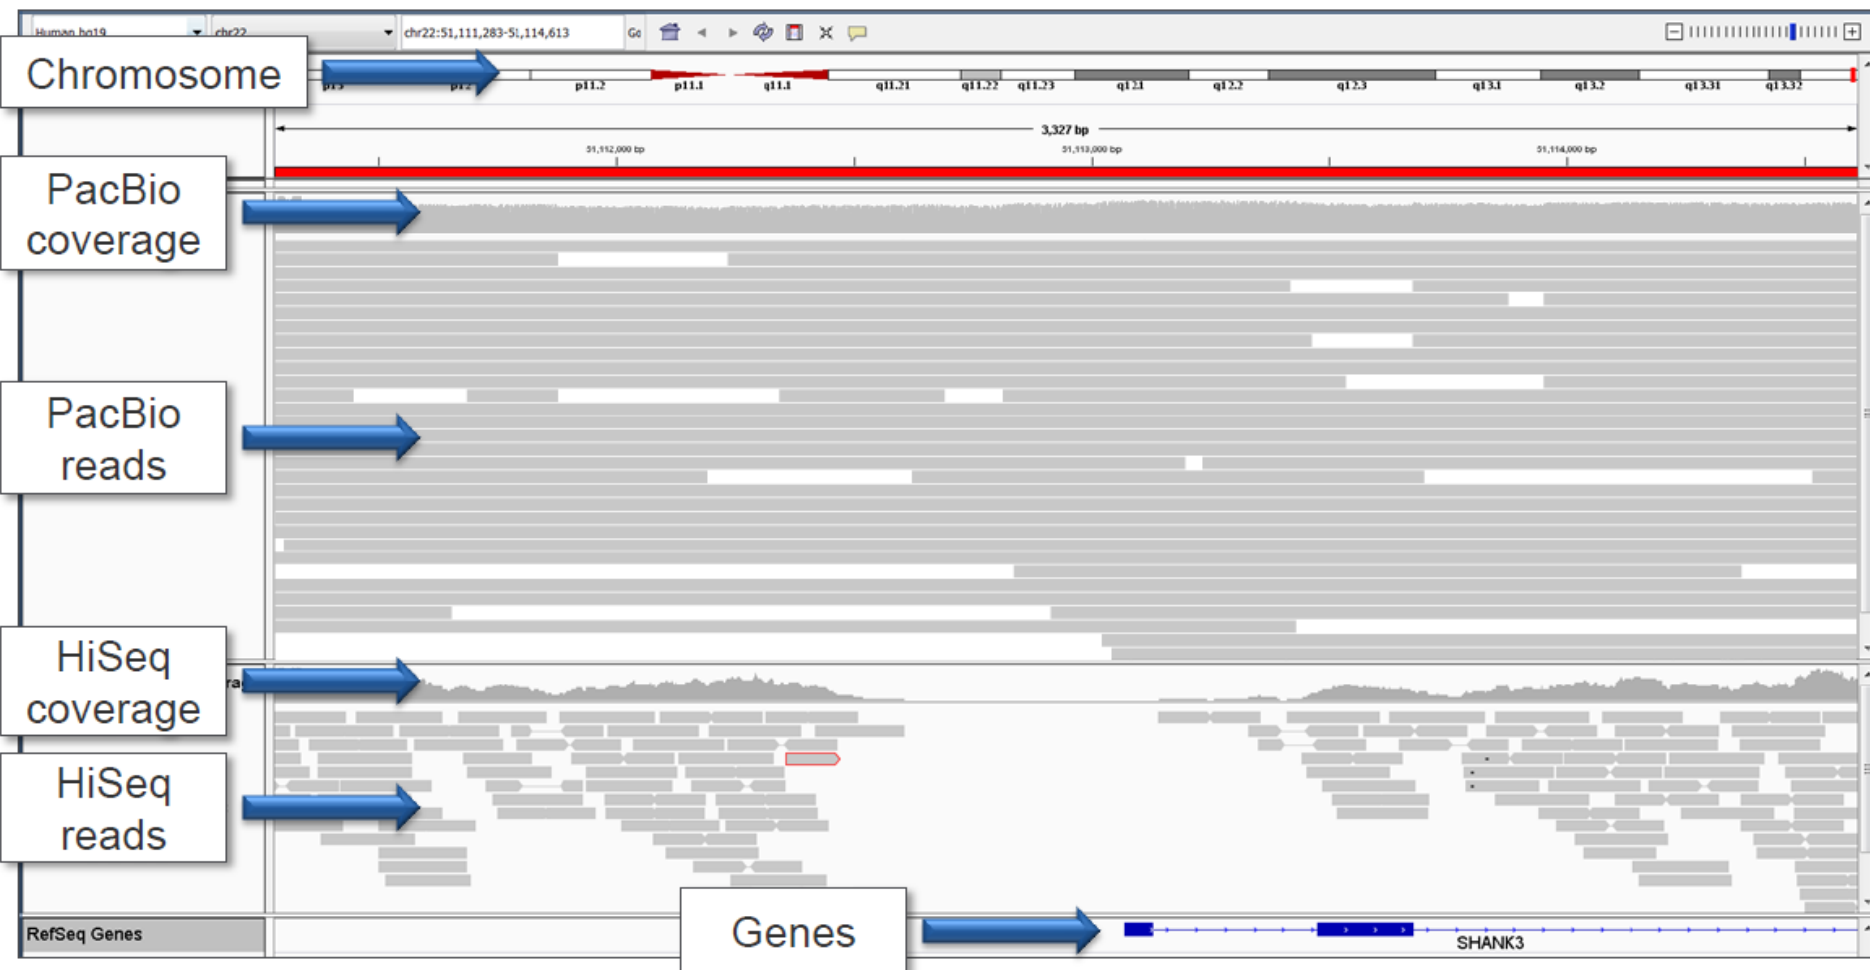 Human hg19 chr22 chr22:51,111,283-51,114,613 Go
Chromosome
p13 p12 p11.2 p11.1 q11.1 q11.21 q11.22 q11.23 q12.1 q12.2 q12.3 q13.1 q13.2 q13.31 q13.32
3,327 bp
51,112,000 bp 51,113,000 bp 51,114,000 bp
PacBio
coverage
PacBio
reads
HiSeq
coverage
HiSeq
reads
Genes
RefSeq Genes
SHANK3